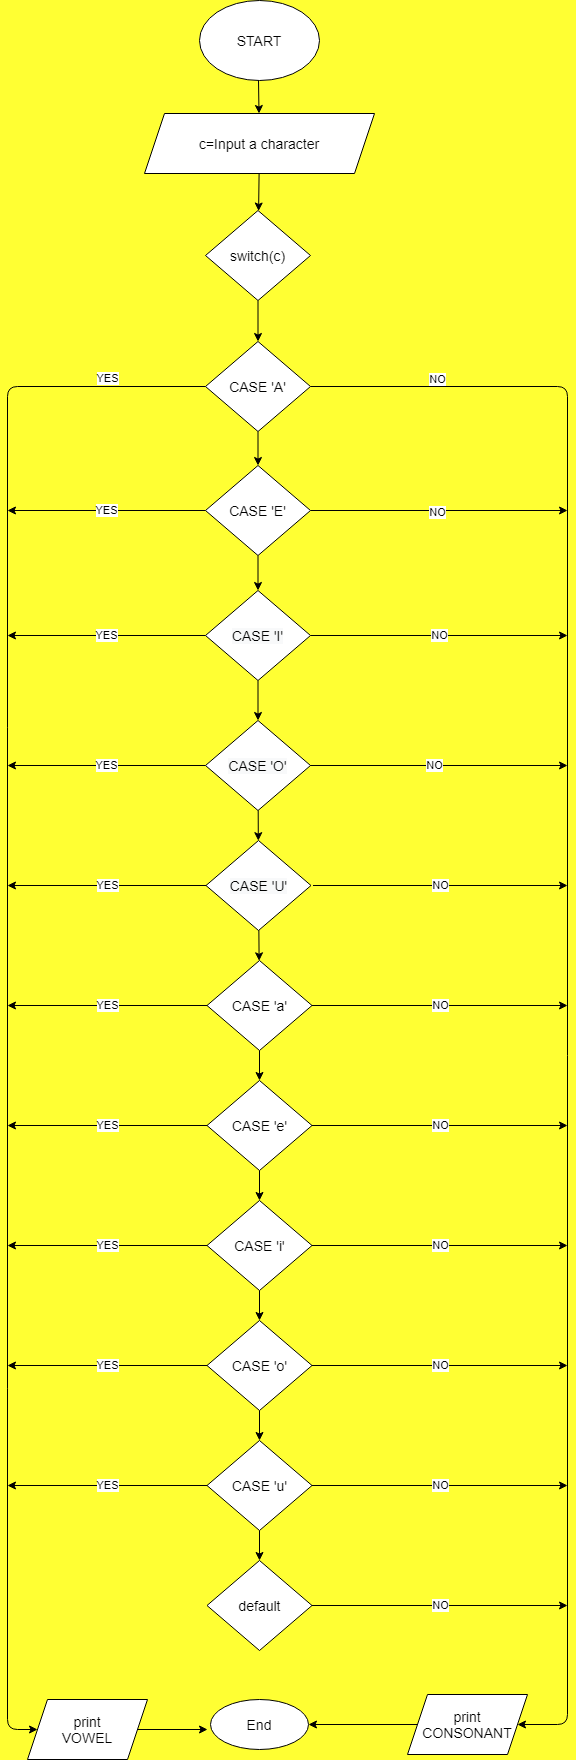 START
c=Input a character
switch(c)
YES
CASE 'A'
NO
YES
CASE 'E'
NO
YES
CASE 'I'
NO
YES
CASE 'O'
NO
YES
CASE 'U'
NO
YES
CASE 'a'
NO
YES
CASE 'e'
NO
YES
CASE 'i'
NO
YES
CASE 'o'
NO
YES
CASE 'u'
NO
default
NO
print
VOWEL
End
print
CONSONANT